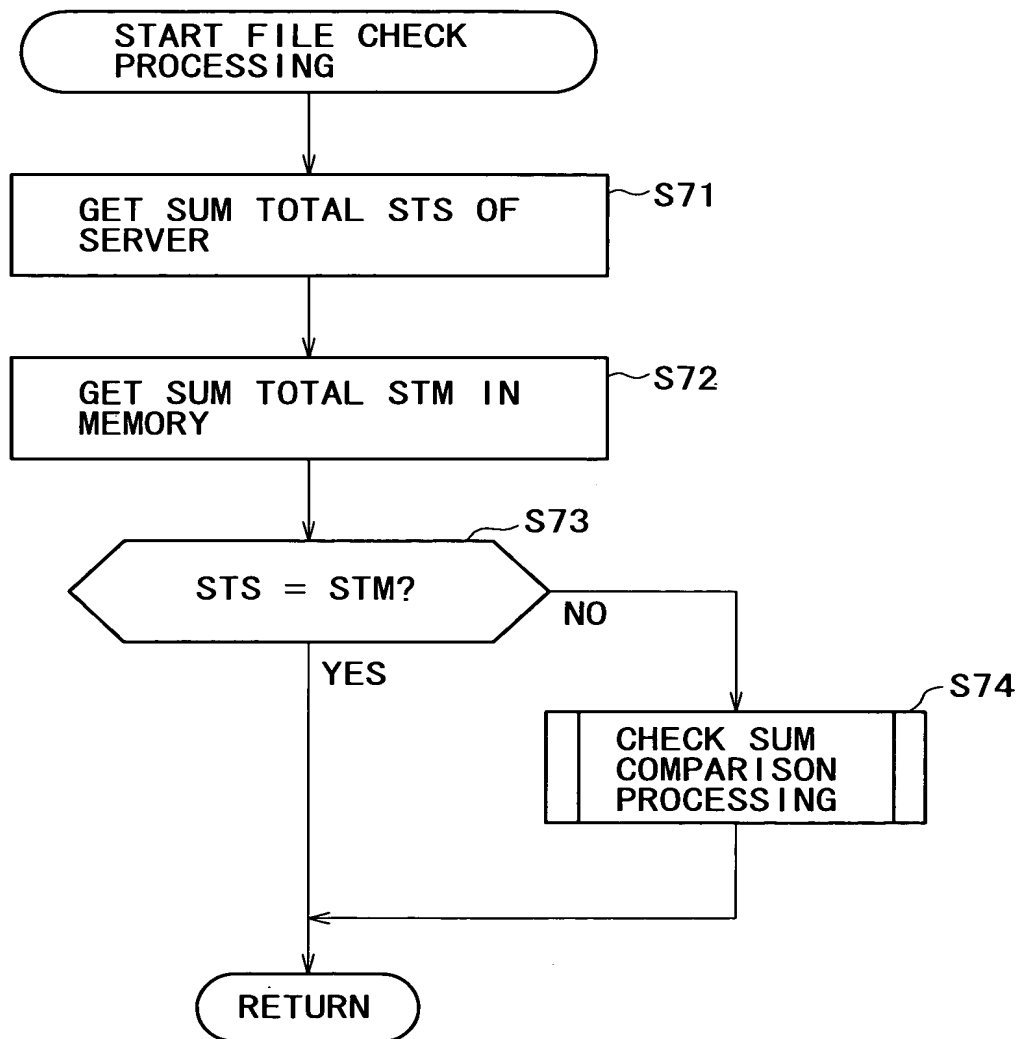 START FILE CHECK
PROCESSING
GET SUM TOTAL STS OF
SERVER
S71
GET SUM TOTAL STM IN
MEMORY
S72
S73
STS = STM?
NO
YES
S74
CHECK SUM
COMPARISON
PROCESSING
RETURN